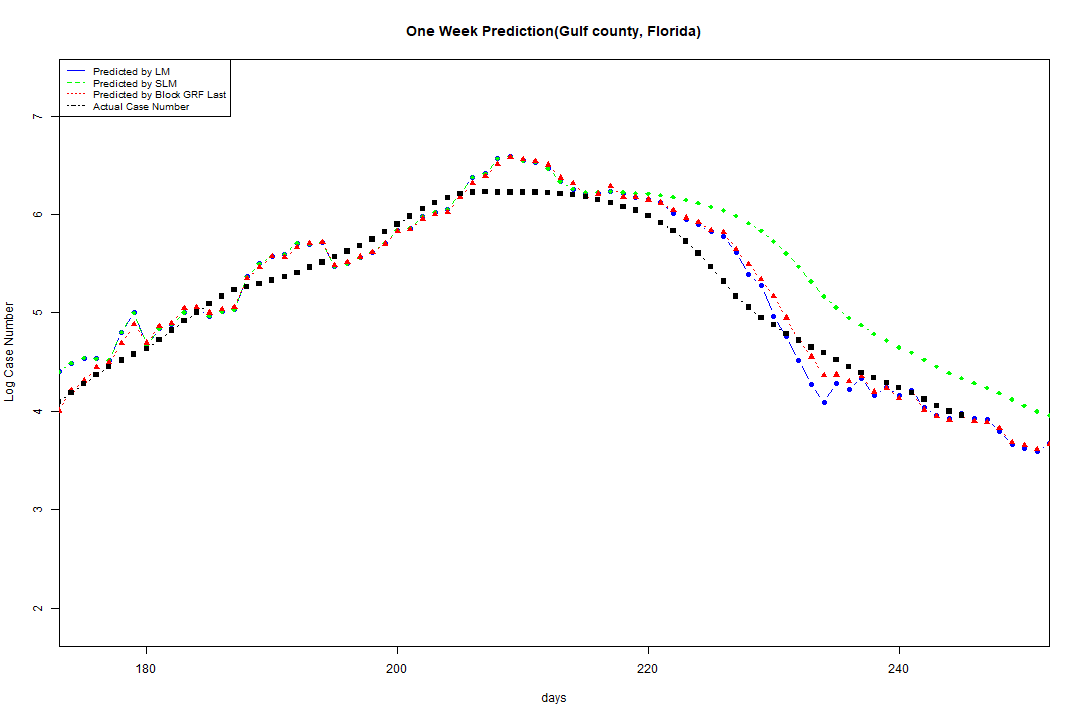 One Week Prediction(Gulf county, Florida)
Predicted by LM
Predicted by SLM
Predicted by Block GRF Last
Actual Case Number
7
6
5
4
3
2
Log Case Number
180 200 220 240
days